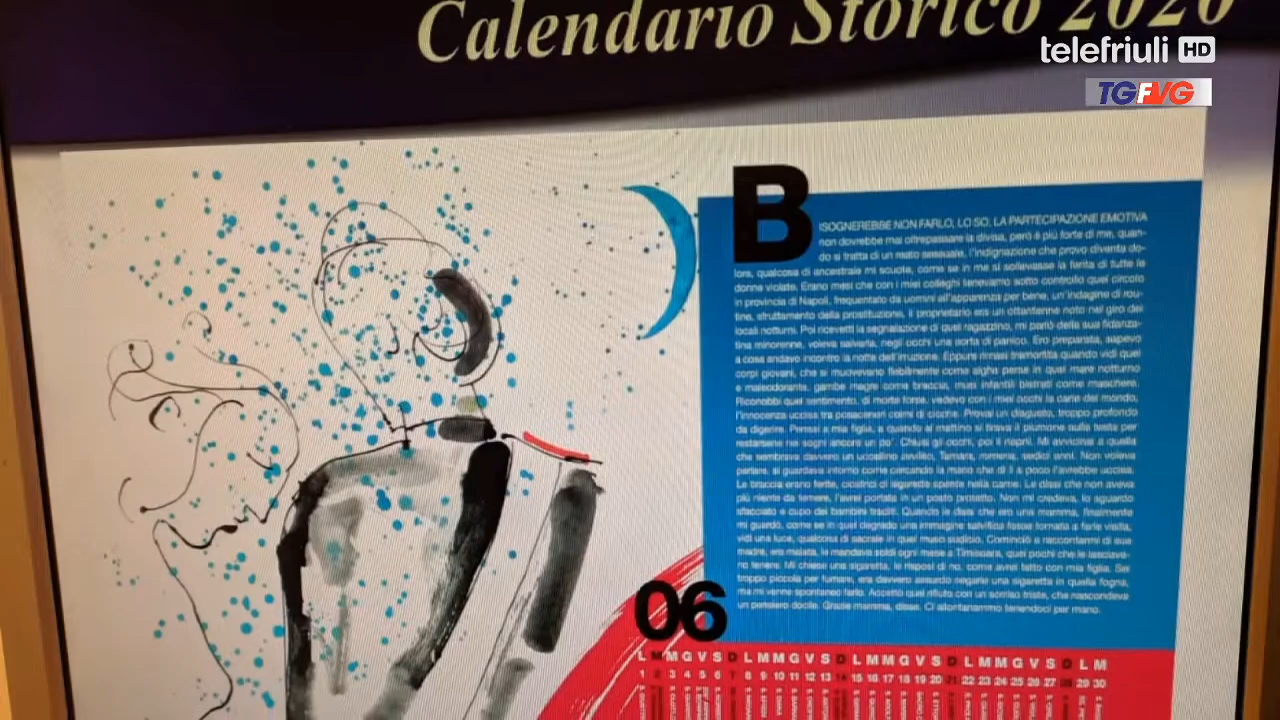 Calendario Storico 2020
telefriuli HD
TGFVG
B
ISOGNEREBBE NON FARLO, LO SO. LA PARTECIPAZIONE EMOTIVA
non dovrebbe mai oltrepassare la divisa, però è più forte di me, quan-
do si tratta di un reato sessuale, l'indignazione che provo diventa do-
lore, qualcosa di ancestrale mi scuote, come se in me si sollevasse la ferita di tutte le
donne violate. Erano mesi che con i miei colleghi tenevamo sotto controllo quel circolo
in provincia di Napoli, frequentato da uomini all'apparenza per bene, un'indagine di rou-
tine, sfruttamento della prostituzione, il proprietario era un ottantenne noto nel giro dei
locali notturni. Poi ricevetti la segnalazione di quel ragazzino, mi parlò della sua fidanza-
tina minorenne, voleva salvarla, negli occhi una sorta di panico. Ero preparata, sapevo
a cosa andavo incontro la notte dell'irruzione. Eppure rimasi tramortita quando vidi quei
corpi giovani, che si muovevano flebilmente come alghe perse in quel mare notturno
e maleodorante, gambe magre come braccia, musi infantili bistrati come maschere.
Riconobbi quel sentimento, di morte forse, vedevo con i miei occhi la carie del mondo,
l'innocenza uccisa tra posacenere colmi di cicche. Provai un disgusto, troppo profondo
da digerire. Pensai a mia figlia, a quando al mattino si tirava il piumone sulla testa per
restarsene nei sogni ancora un po'. Chiusi gli occhi, poi li riaprii. Mi avvicinai a quella
che sembrava davvero un uccellino avvilito, Tamara, rumena, sedici anni. Non voleva
parlare, si guardava intorno come cercando la mano che di lì a poco l'avrebbe uccisa.
Le braccia erano ferite, cicatrici di sigarette spente nella carne. Le dissi che non aveva
più niente da temere, l'avrei portata in un posto protetto. Non mi credeva, lo sguardo
sfacciato e cupo dei bambini traditi. Quando le dissi che ero una mamma, finalmente
mi guardò, come se in quel degrado una immagine salvifica fosse tornata a farle visita,
vidi una luce, qualcosa di sacrale in quel muso sudicio. Cominciò a raccontarmi di sua
madre, era malata, le mandava soldi ogni mese a Timisoara, quei pochi che le lasciava-
no tenere. Mi chiese una sigaretta, le risposi di no, come avrei fatto con mia figlia. Sei
troppo piccola per fumare, era davvero assurdo negarle una sigaretta in quella fogna,
ma mi venne spontaneo farlo. Accettò quel rifiuto con un sorriso triste, che nascondeva
un pensiero docile. Grazie mamma, disse. Ci allontanammo tenendoci per mano.
06
L M M G V S D L M M G V S D L M M G V S D L M M G V S D L M
1 2 3 4 5 6 7 8 9 10 11 12 13 14 15 16 17 18 19 20 21 22 23 24 25 26 27 28 29 30